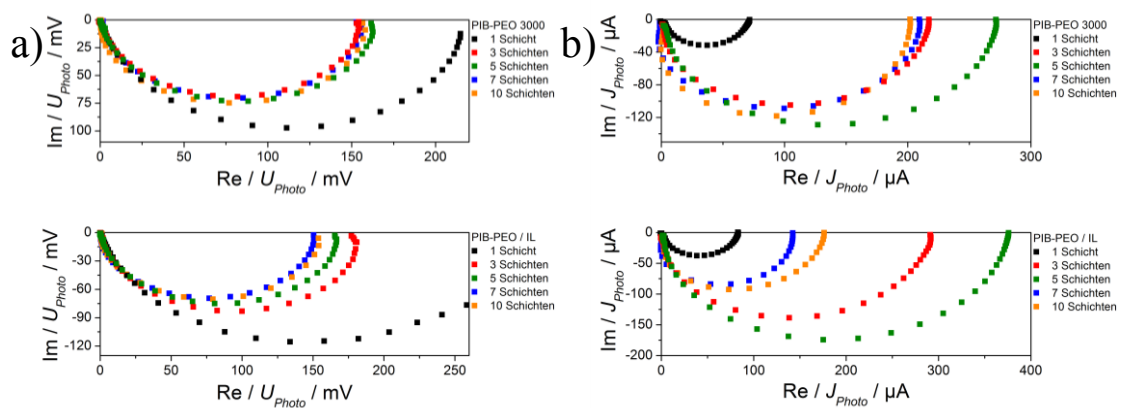 a)
0
25
50
75
100
Im / U_Photo / mV
0 50 100 150 200
Re / U_Photo / mV
PIB-PEO 3000
1 Schicht
3 Schichten
5 Schichten
7 Schichten
10 Schichten
b)
0
-40
-80
-120
Im / J_Photo / µA
0 100 200 300
Re / J_Photo / µA
PIB-PEO 3000
1 Schicht
3 Schichten
5 Schichten
7 Schichten
10 Schichten
0
-30
-60
-90
-120
Im / U_Photo / mV
0 50 100 150 200 250
Re / U_Photo / mV
PIB-PEO / IL
1 Schicht
3 Schichten
5 Schichten
7 Schichten
10 Schichten
0
-50
-100
-150
-200
Im / J_Photo / µA
0 100 200 300 400
Re / J_Photo / µA
PIB-PEO / IL
1 Schicht
3 Schichten
5 Schichten
7 Schichten
10 Schichten